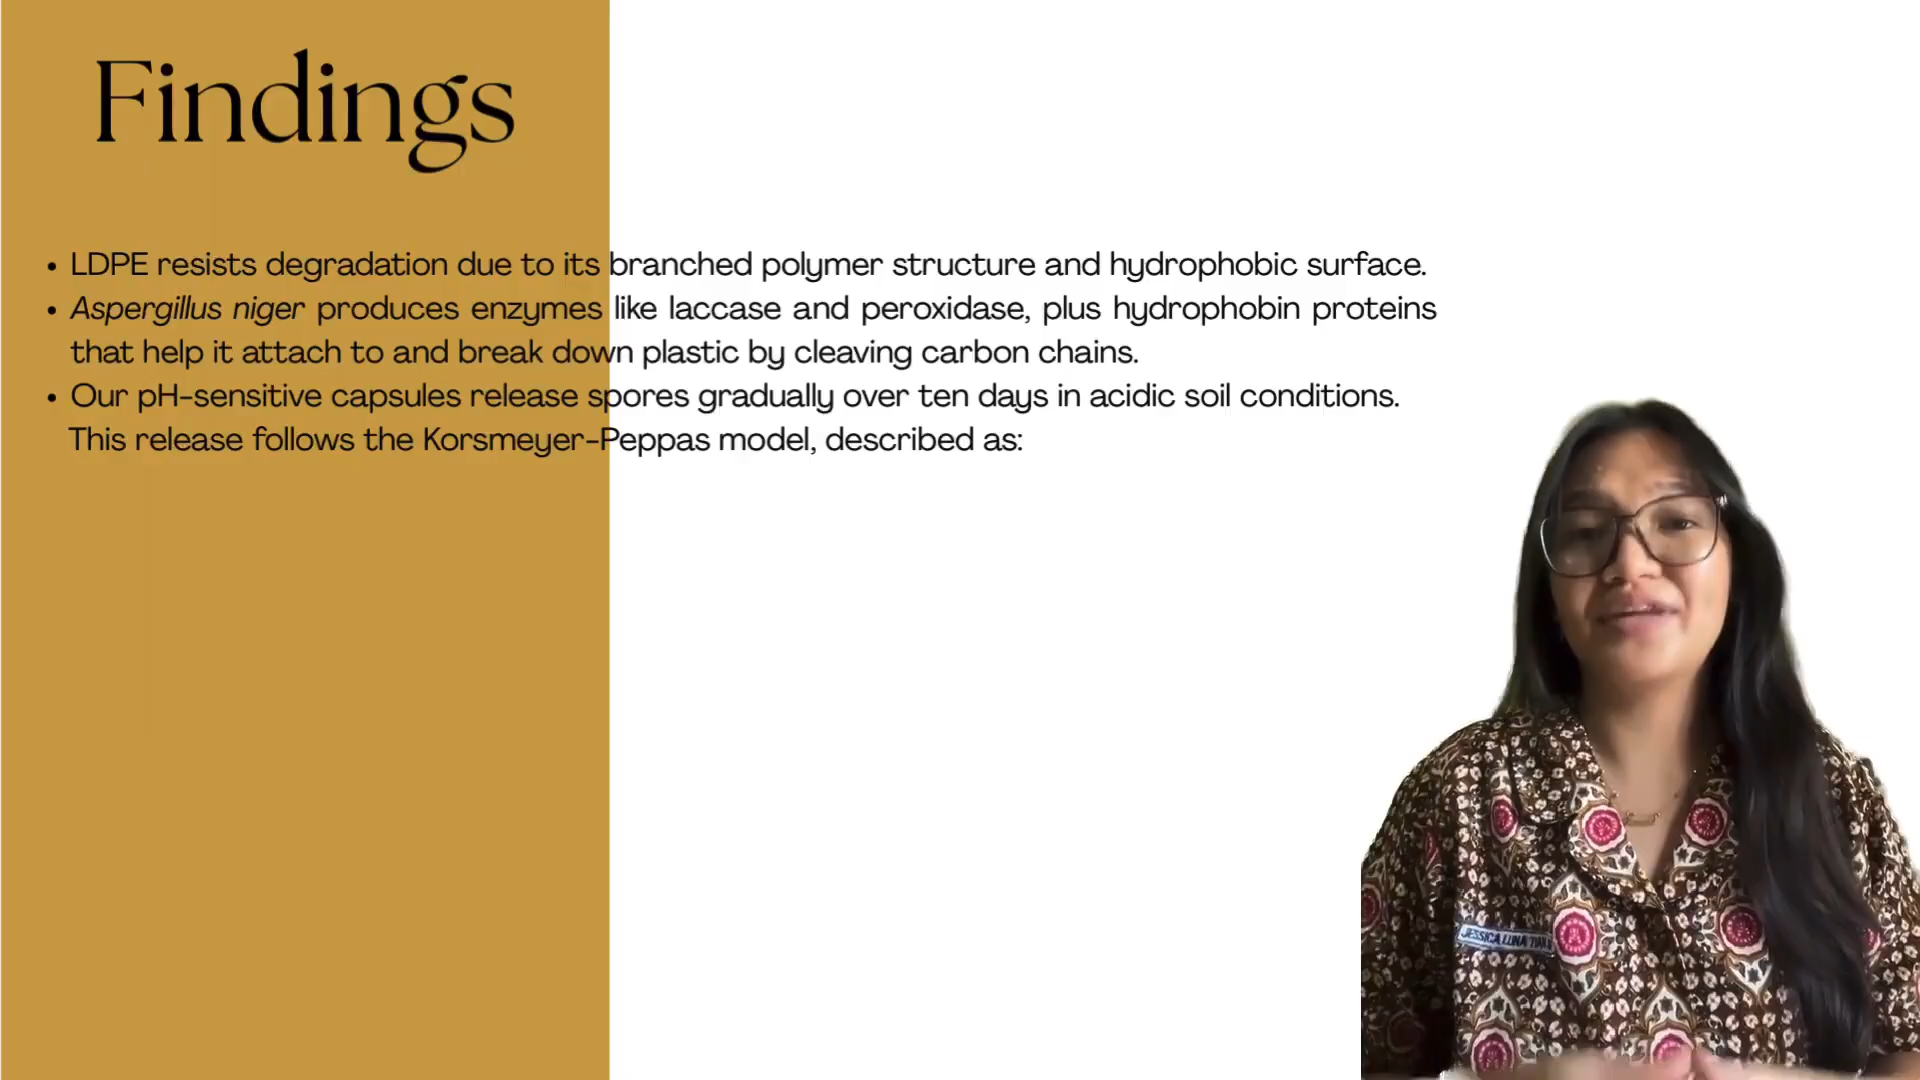 Findings
• LDPE resists degradation due to its branched polymer structure and hydrophobic surface.
• Aspergillus niger produces enzymes like laccase and peroxidase, plus hydrophobin proteins
that help it attach to and break down plastic by cleaving carbon chains.
• Our pH-sensitive capsules release spores gradually over ten days in acidic soil conditions.
This release follows the Korsmeyer-Peppas model, described as:
JESSICA LUNA